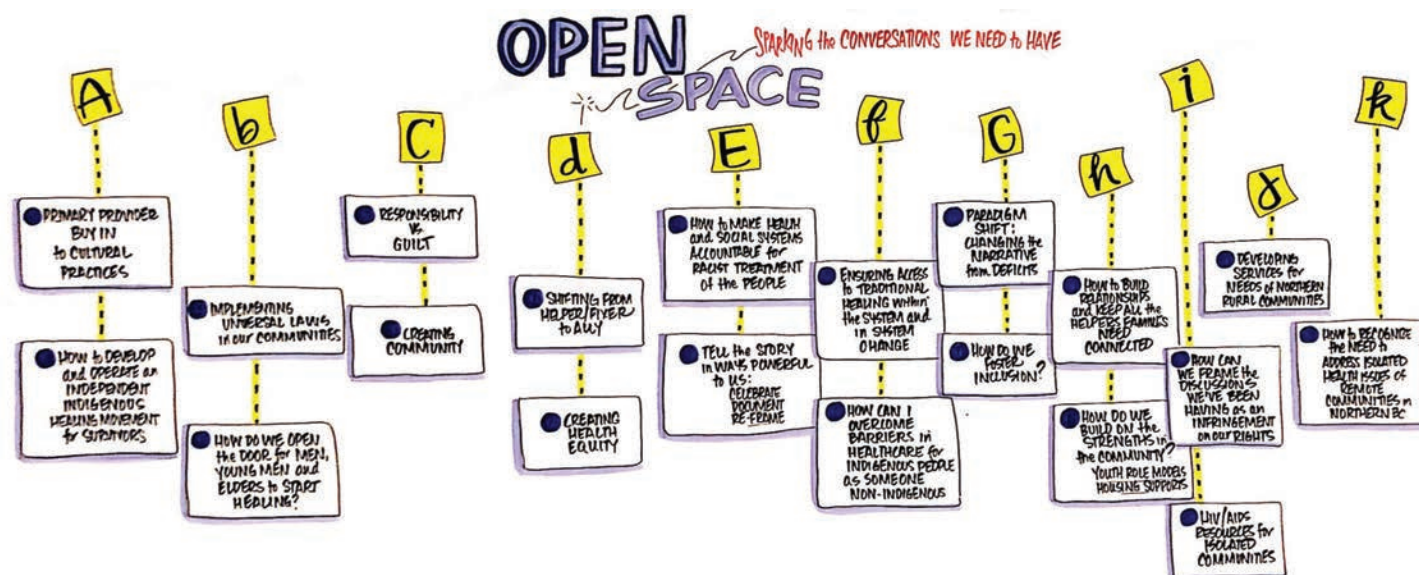 OPEN
SPACE
SPARKING the CONVERSATIONS WE NEED to HAVE
A
PRIMARY PROVIDER
BUY IN
to CULTURAL
PRACTICES
HOW to DEVELOP
and OPERATE an
INDEPENDENT
INDIGENOUS
HEALING MOVEMENT
for SURVIVORS
b
IMPLEMENTING
UNIVERSAL LAWS
in OUR COMMUNITIES
HOW DO WE OPEN
the DOOR for MEN,
YOUNG MEN and
ELDERS to START
HEALING?
C
RESPONSIBILITY
VS.
GUILT
CREATING
COMMUNITY
d
SHIFTING FROM
HELPER/FIXER
to ALLY
CREATING
HEALTH
EQUITY
E
HOW to MAKE HEALTH
and SOCIAL SYSTEMS
ACCOUNTABLE for
RACIST TREATMENT
of the PEOPLE
TELL the STORY
in WAYS POWERFUL
to US:
CELEBRATE
DOCUMENT
RE-FRAME
f
ENSURING ACCESS
to TRADITIONAL
HEALING within
the SYSTEM and
in SYSTEM
CHANGE
HOW CAN I
OVERCOME
BARRIERS in
HEALTHCARE for
INDIGENOUS PEOPLE
as SOMEONE
NON-INDIGENOUS
G
PARADIGM
SHIFT:
CHANGING the
NARRATIVE
from DEFICITS
HOW DO WE
FOSTER
INCLUSION?
h
HOW to BUILD
RELATIONSHIPS
and KEEP ALL the
HELPERS FAMILIES
NEED
CONNECTED
HOW DO WE
BUILD ON the
STRENGTHS in
the COMMUNITY?
YOUTH ROLE MODELS
HOUSING SUPPORTS
i
HOW CAN
WE FRAME the
DISCUSSIONS
WE'VE BEEN
HAVING as an
INFRINGEMENT
on OUR RIGHTS
HIV/AIDS
RESOURCES for
ISOLATED
COMMUNITIES
j
DEVELOPING
SERVICES for
NEEDS OF NORTHERN
RURAL COMMUNITIES
k
HOW to RECOGNIZE
the NEED to
ADDRESS ISOLATED
HEALTH ISSUES of
REMOTE
COMMUNITIES in
NORTHERN BC